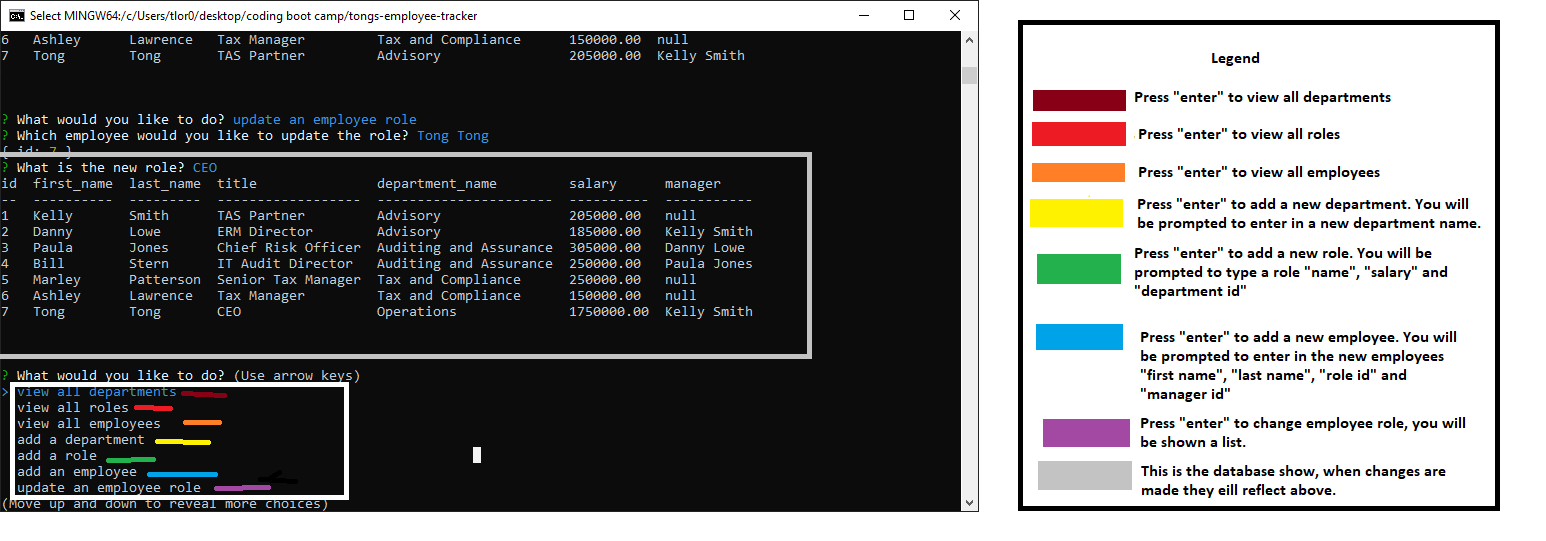 Select MINGW64:/c/Users/tlor0/desktop/coding boot camp/tongs-employee-tracker
6 Ashley Lawrence Tax Manager Tax and Compliance 150000.00 null
7 Tong Tong TAS Partner Advisory 205000.00 Kelly Smith
? What would you like to do? update an employee role
? Which employee would you like to update the role? Tong Tong
{ id: 7 }
? What is the new role? CEO
id first_name last_name title department_name salary manager
-- ---------- --------- ------------------ ---------------------- ---------- -----------
1 Kelly Smith TAS Partner Advisory 205000.00 null
2 Danny Lowe ERM Director Advisory 185000.00 Kelly Smith
3 Paula Jones Chief Risk Officer Auditing and Assurance 305000.00 Danny Lowe
4 Bill Stern IT Audit Director Auditing and Assurance 250000.00 Paula Jones
5 Marley Patterson Senior Tax Manager Tax and Compliance 250000.00 null
6 Ashley Lawrence Tax Manager Tax and Compliance 150000.00 null
7 Tong Tong CEO Operations 1750000.00 Kelly Smith
? What would you like to do? (Use arrow keys)
> view all departments
view all roles
view all employees
add a department
add a role
add an employee
update an employee role
(Move up and down to reveal more choices)
Legend
Press "enter" to view all departments
Press "enter" to view all roles
Press "enter" to view all employees
Press "enter" to add a new department. You will
be prompted to enter in a new department name.
Press "enter" to add a new role. You will be
prompted to type a role "name", "salary" and
"department id"
Press "enter" to add a new employee. You will
be prompted to enter in the new employees
"first name", "last name", "role id" and
"manager id"
Press "enter" to change employee role, you will
be shown a list.
This is the database show, when changes are
made they eill reflect above.